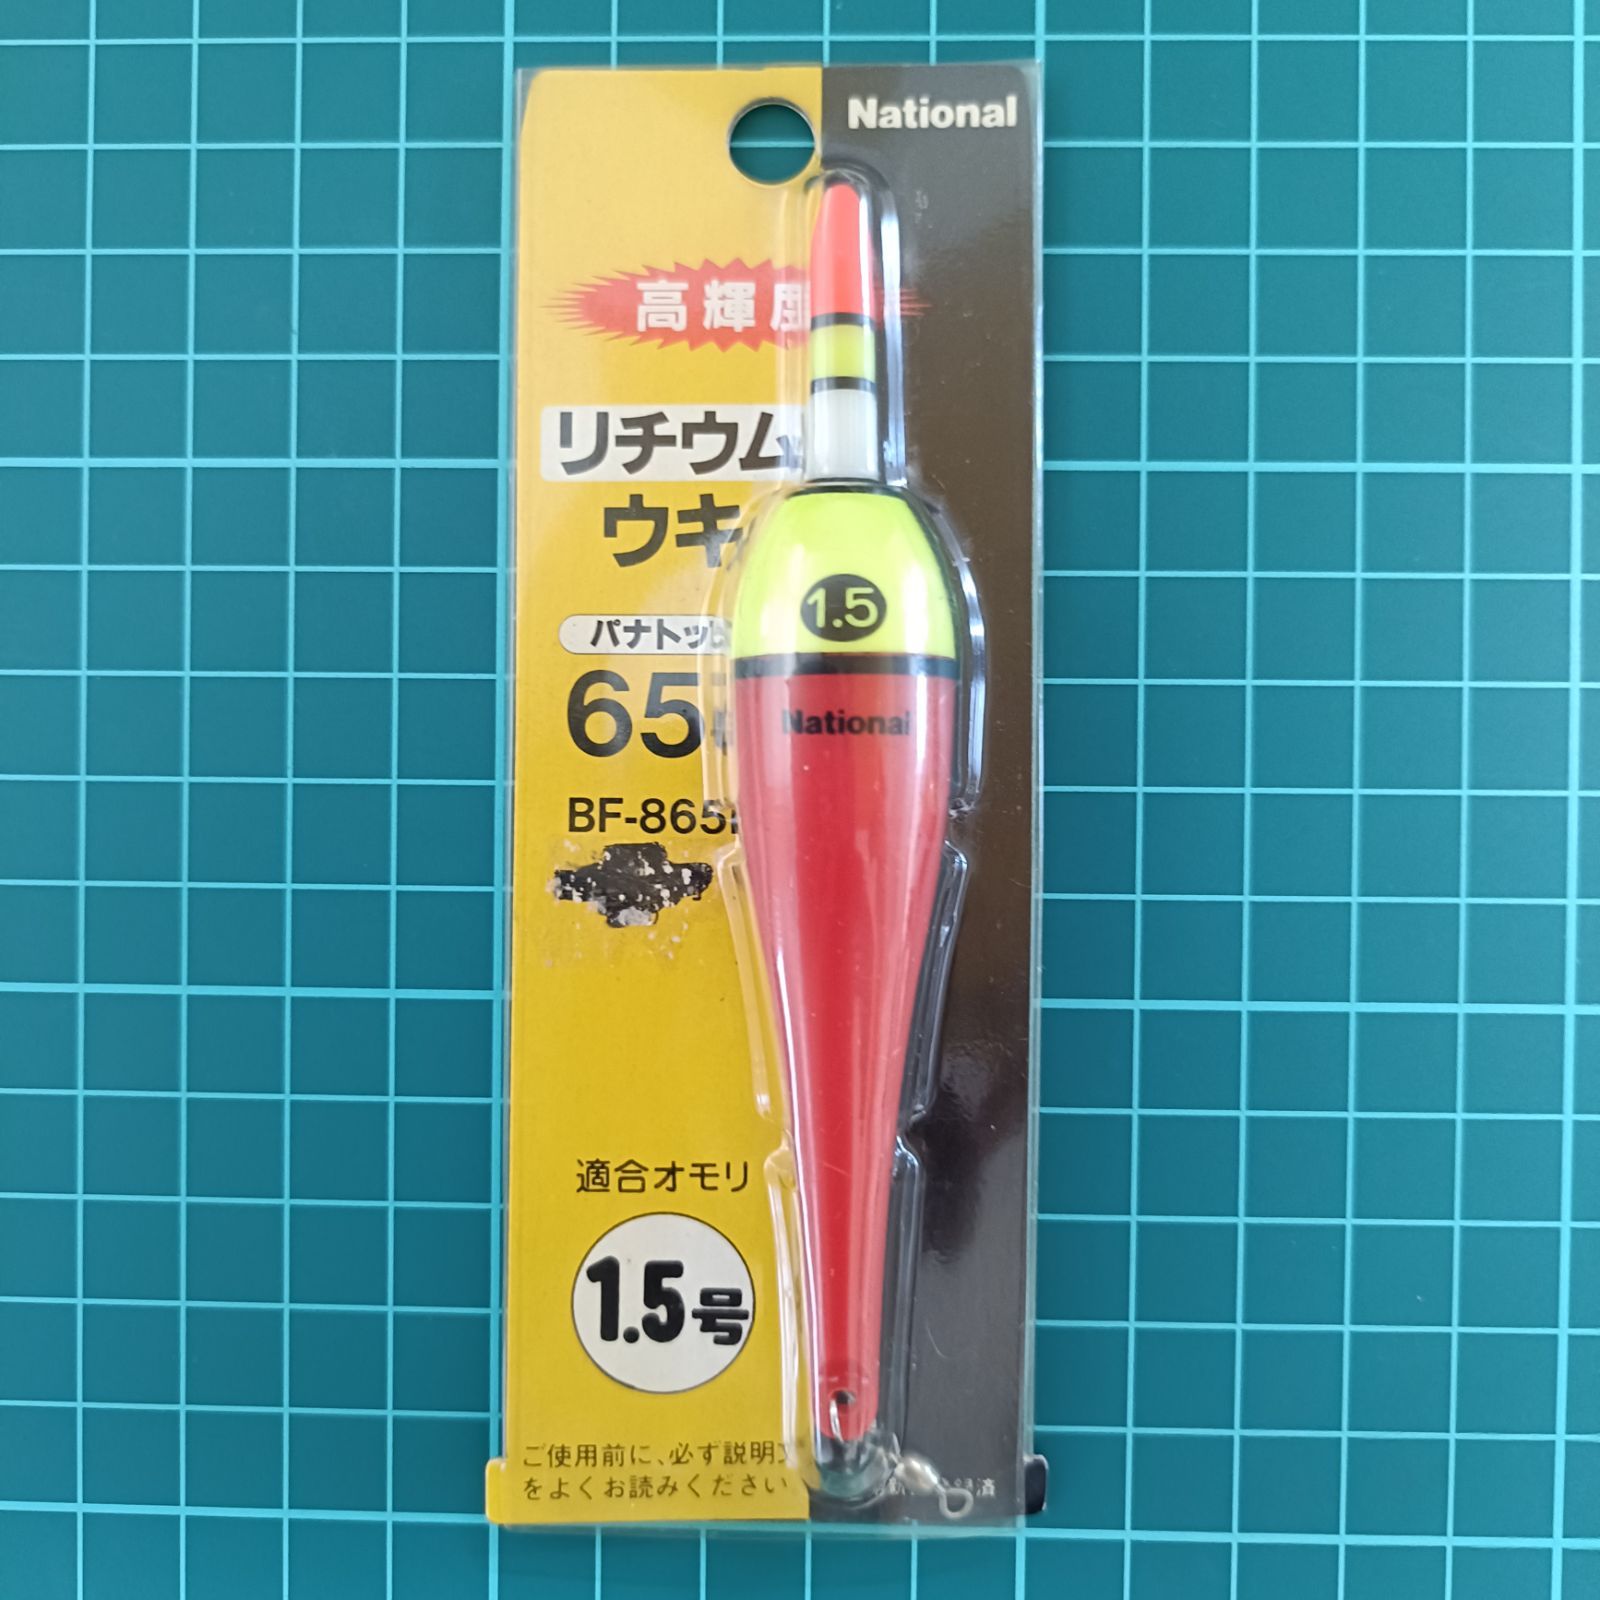 National
高輝度
リチウム
ウキ
パナトップ
65
BF-865
1.5
National
適合オモリ
1.5号
ご使用前に、必ず説明文
をよくお読みください